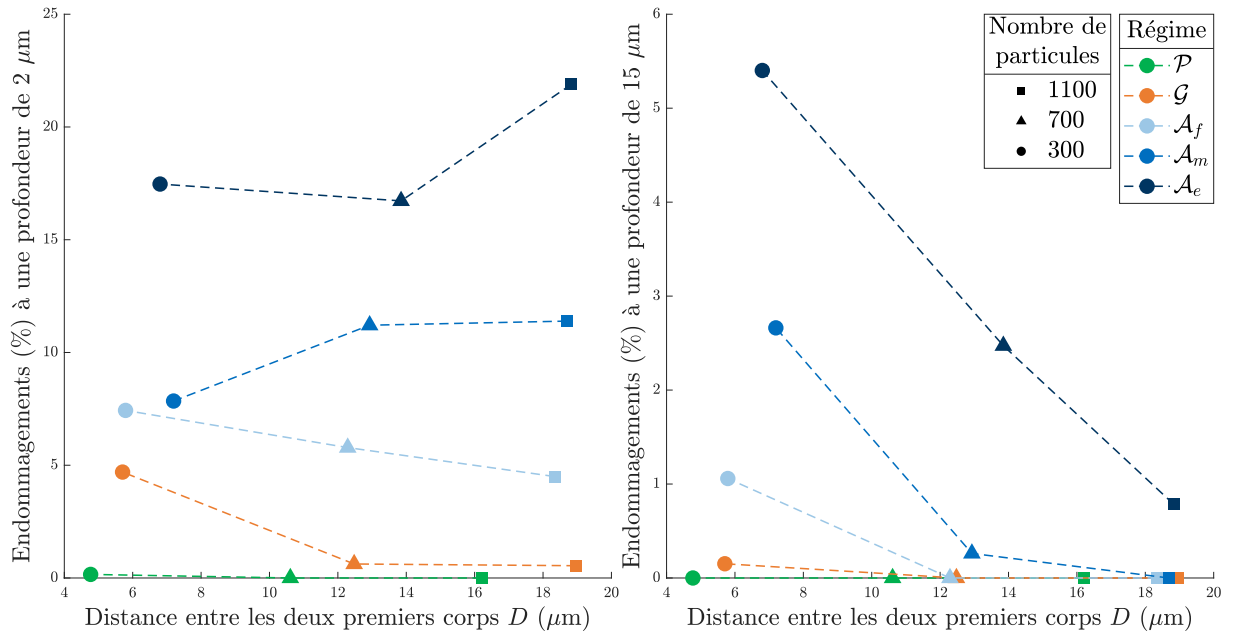 Endommagements (%) à une profondeur de 2 μm
25
20
15
10
5
0
4 6 8 10 12 14 16 18 20
Distance entre les deux premiers corps D (μm)
Endommagements (%) à une profondeur de 15 μm
6
5
4
3
2
1
0
4 6 8 10 12 14 16 18 20
Distance entre les deux premiers corps D (μm)
Nombre de
particules
1100
700
300
Régime
𝒫
𝒢
𝒜f
𝒜m
𝒜e